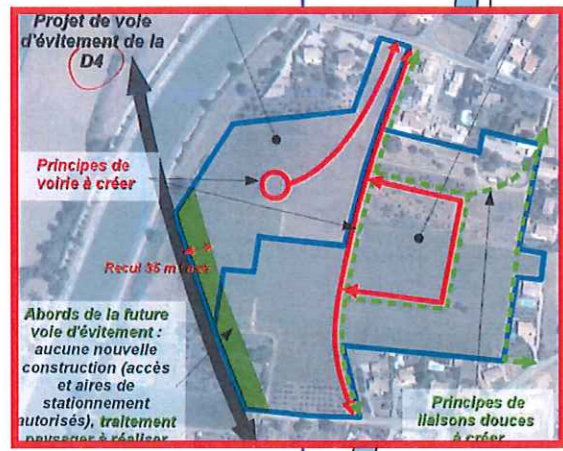 Projet de voie
d'évitement de la
D4
Principes de
voirie à créer
Recul 35 m / axe
Abords de la future
voie d'évitement :
aucune nouvelle
construction (accès
et aires de
stationnement
autorisés), traitement
paysager à réaliser
Principes de
liaisons douces
à créer